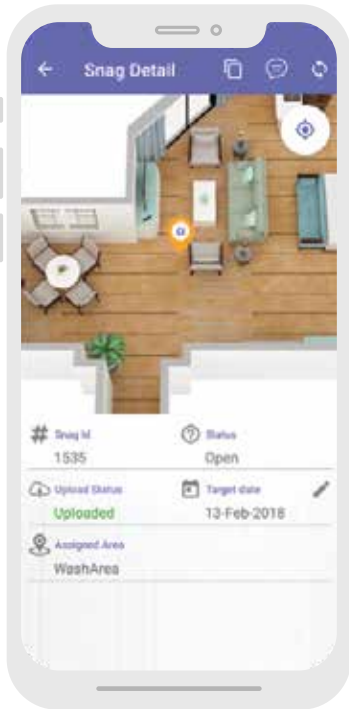 Snag Detail
Snag Id
Status
1535
Open
Upload Status
Target date
Uploaded
13-Feb-2018
Assigned Area
WashArea